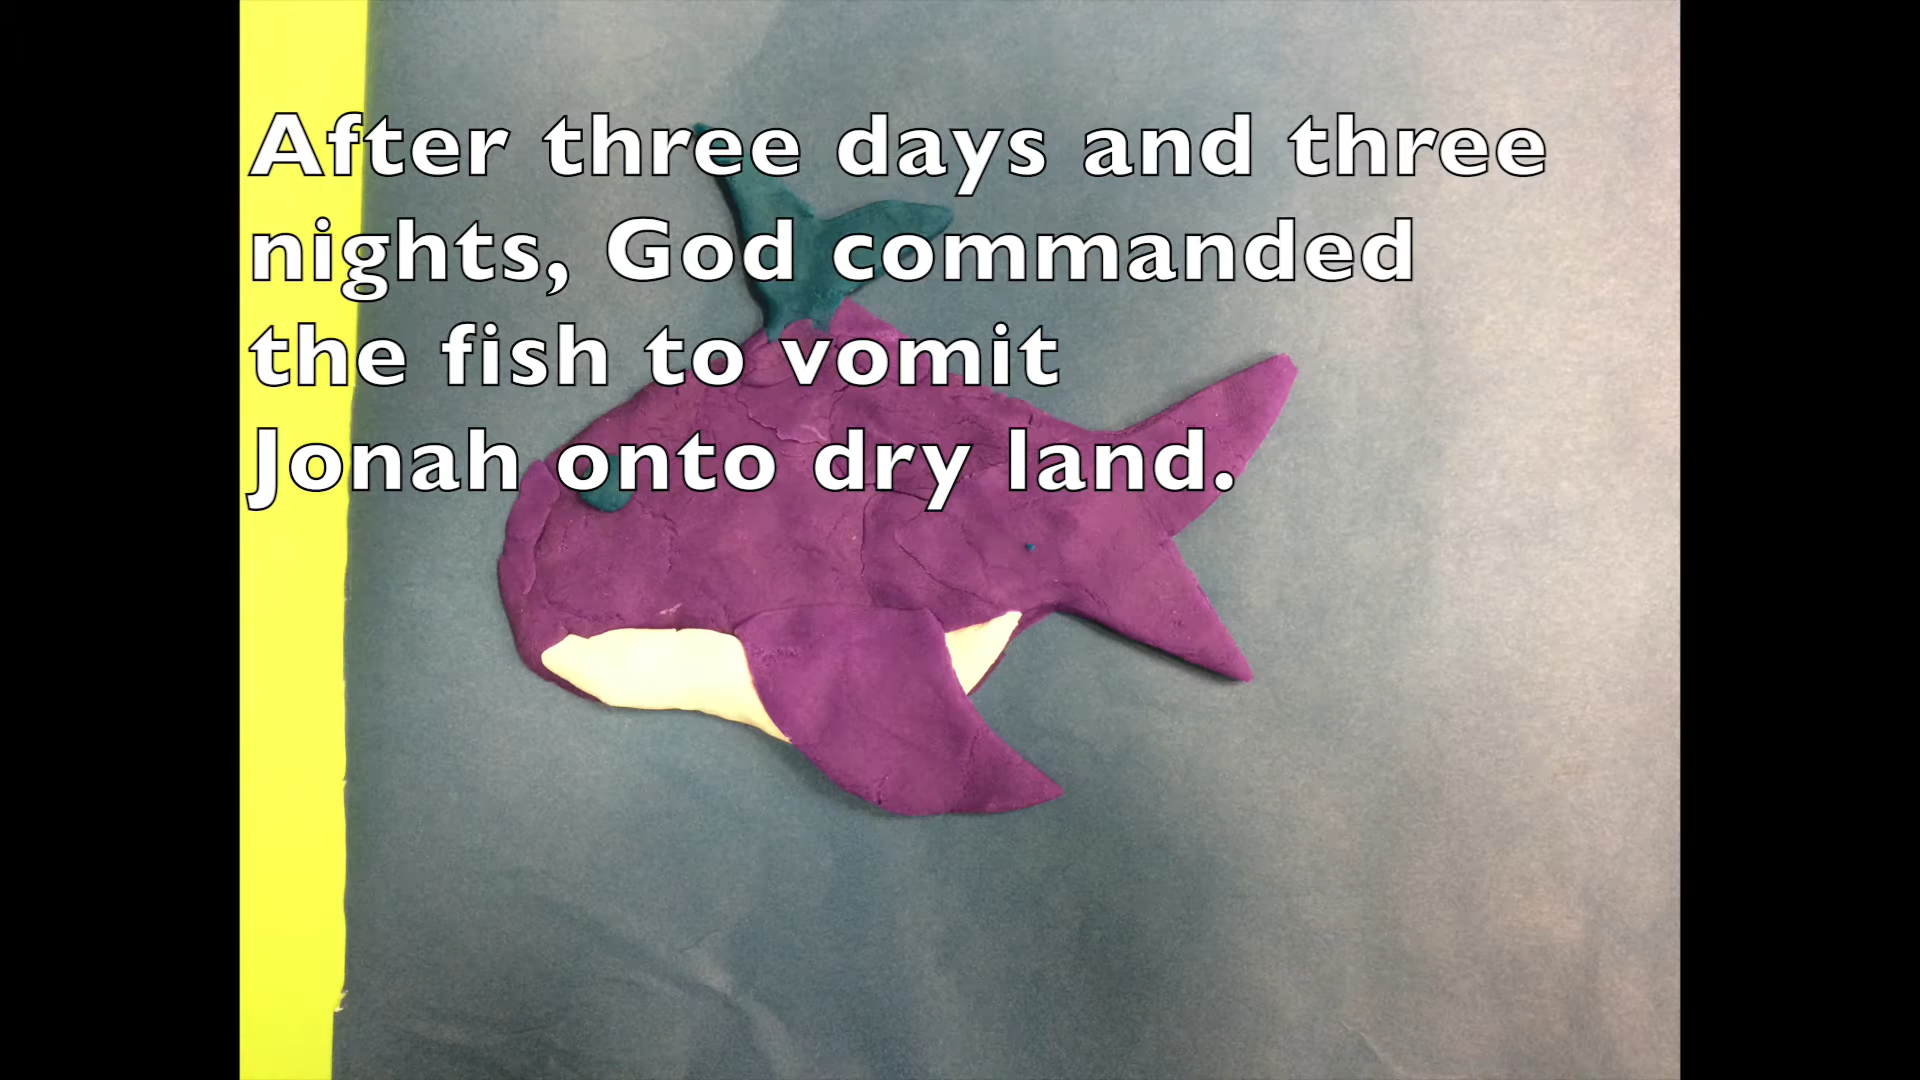 After three days and three
nights, God commanded
the fish to vomit
Jonah onto dry land.